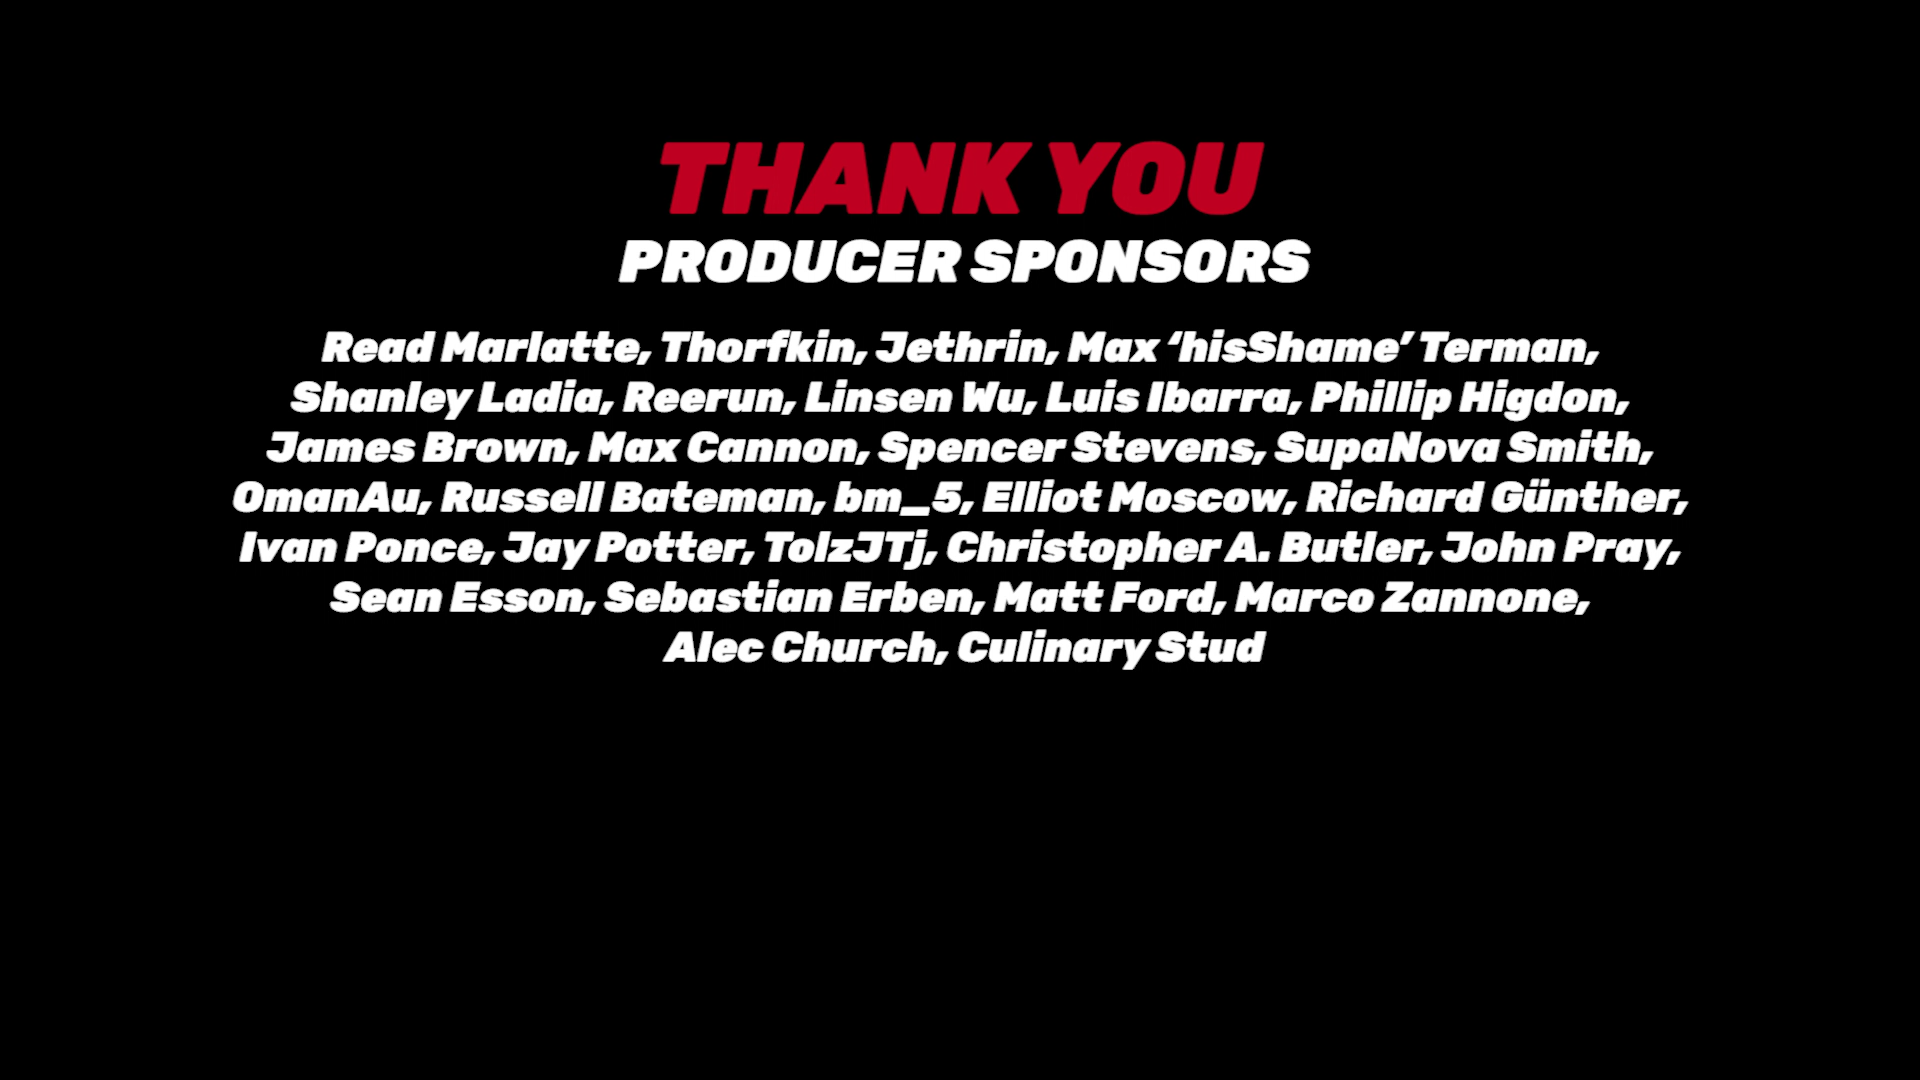 THANK YOU
PRODUCER SPONSORS
Read Marlatte, Thorfkin, Jethrin, Max ‘hisShame’ Terman,
Shanley Ladia, Reerun, Linsen Wu, Luis Ibarra, Phillip Higdon,
James Brown, Max Cannon, Spencer Stevens, SupaNova Smith,
OmanAu, Russell Bateman, bm_5, Elliot Moscow, Richard Günther,
Ivan Ponce, Jay Potter, TolzJTj, Christopher A. Butler, John Pray,
Sean Esson, Sebastian Erben, Matt Ford, Marco Zannone,
Alec Church, Culinary Stud